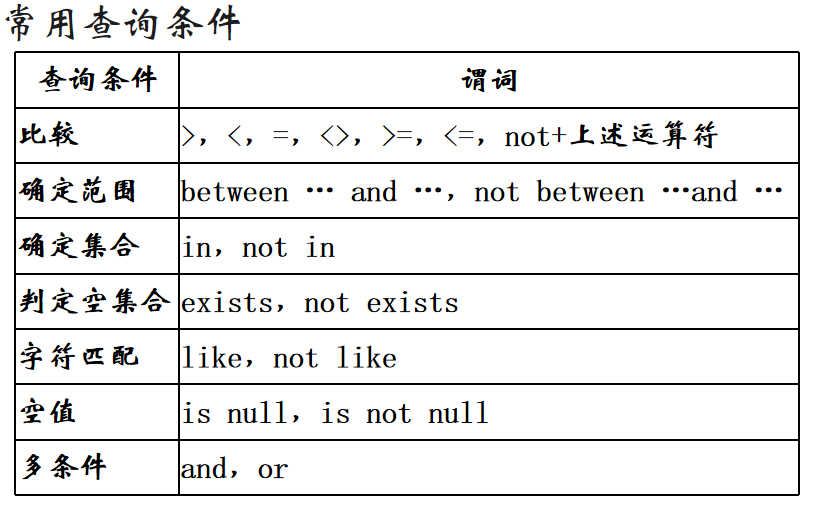 常用查询条件
查询条件 谓词
比较 >，<，=，<>，>=，<=，not+上述运算符
确定范围 between … and …，not between …and …
确定集合 in，not in
判定空集合 exists，not exists
字符匹配 like，not like
空值 is null，is not null
多条件 and，or